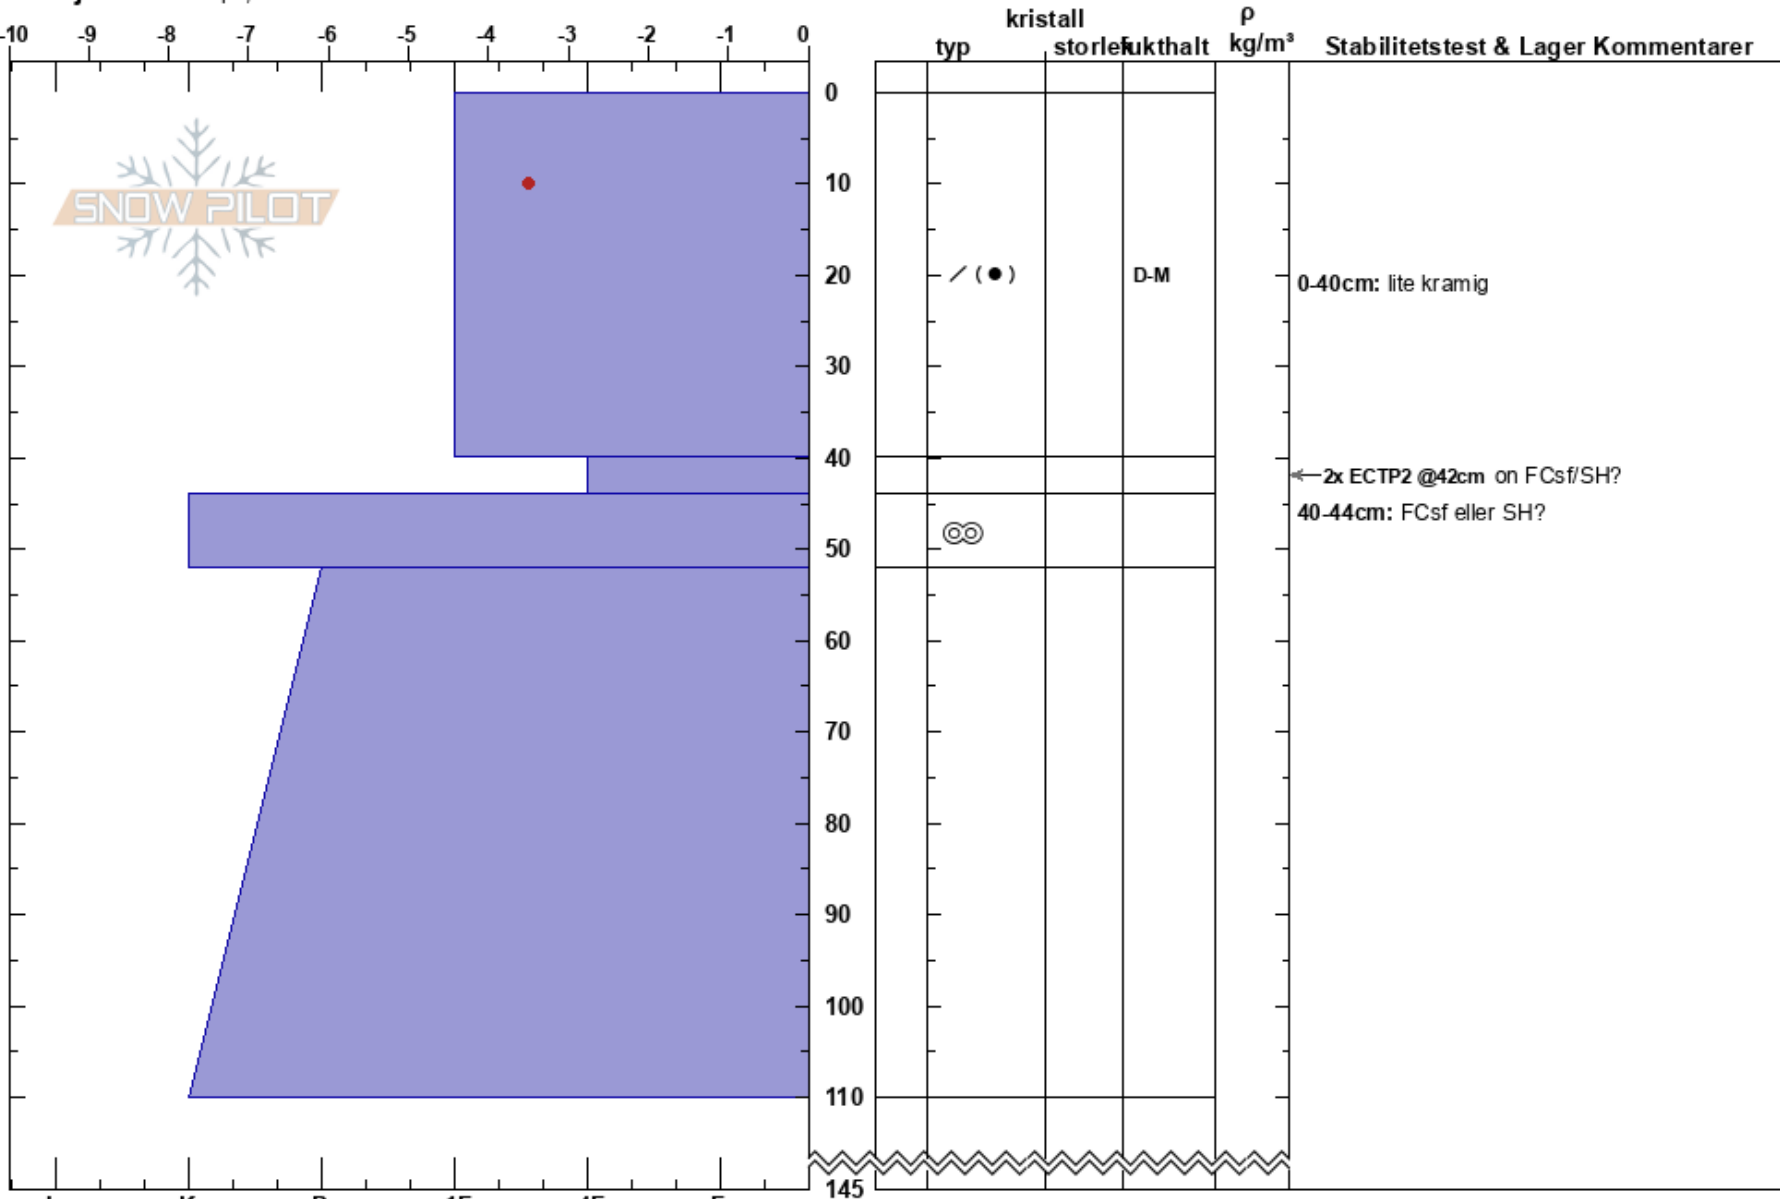 -10 -9 -8 -7 -6 -5 -4 -3 -2 -1 0
kristall
ρ
typ storlek fukthalt kg/m³ Stabilitetstest & Lager Kommentarer
0
SNOW PILOT
10
20 ( ) D-M
0-40cm: lite kramig
30
40
2x ECTP2 @42cm on FCsf/SH?
40-44cm: FCsf eller SH?
50
60
70
80
90
100
110
145